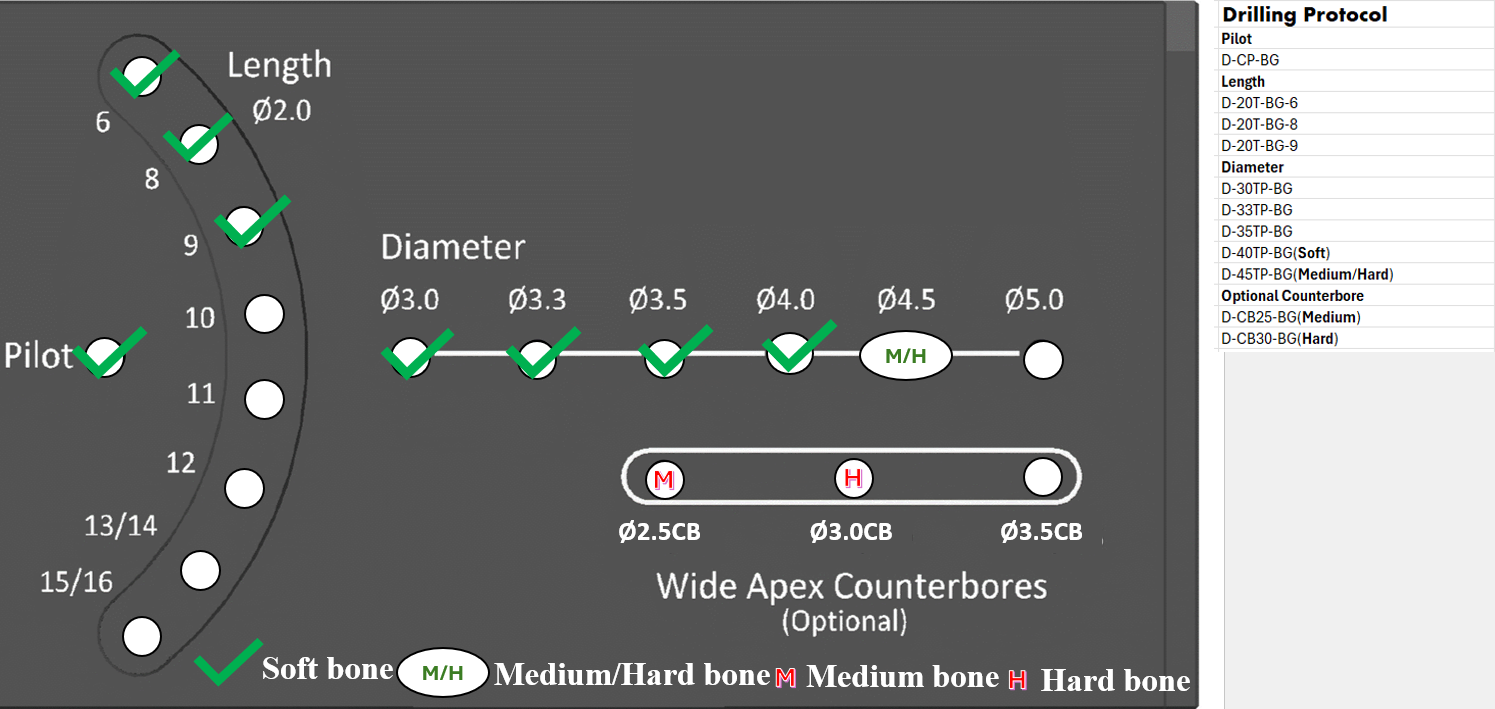 Length
Ø2.0
6
8
9
10
Pilot
11
12
13/14
15/16
Diameter
Ø3.0 Ø3.3 Ø3.5 Ø4.0 Ø4.5 Ø5.0
M/H
M H
Ø2.5CB Ø3.0CB Ø3.5CB
Wide Apex Counterbores
(Optional)
Soft bone M/H Medium/Hard bone M Medium bone H Hard bone
Drilling Protocol
Pilot
D-CP-BG
Length
D-20T-BG-6
D-20T-BG-8
D-20T-BG-9
Diameter
D-30TP-BG
D-33TP-BG
D-35TP-BG
D-40TP-BG(Soft)
D-45TP-BG(Medium/Hard)
Optional Counterbore
D-CB25-BG(Medium)
D-CB30-BG(Hard)